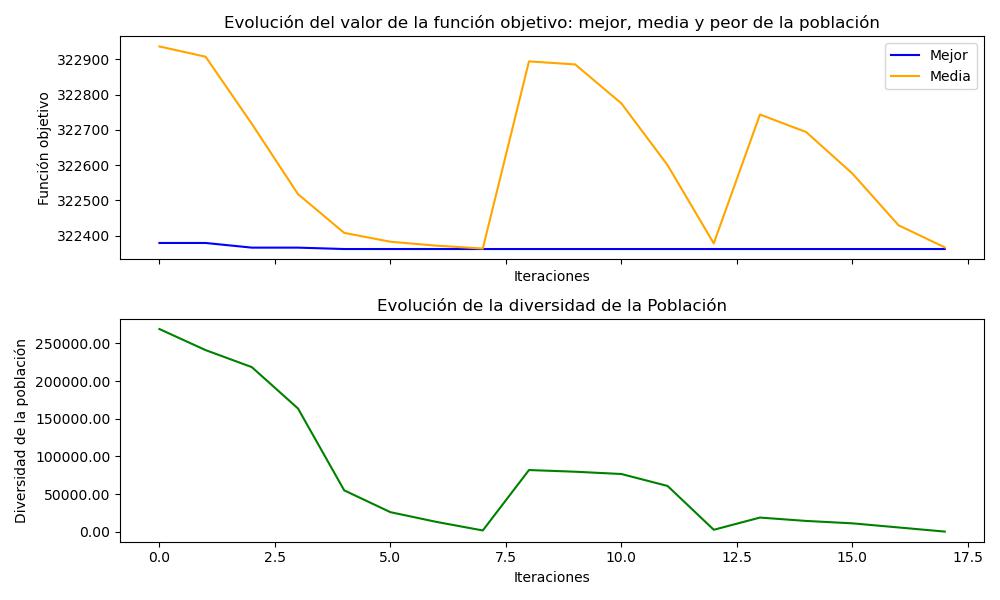 Evolución del valor de la función objetivo: mejor, media y peor de la población
Función objetivo
322900
322800
322700
322600
322500
322400
Mejor
Media
Iteraciones
Evolución de la diversidad de la Población
Diversidad de la población
250000.00
200000.00
150000.00
100000.00
50000.00
0.00
0.0 2.5 5.0 7.5 10.0 12.5 15.0 17.5
Iteraciones